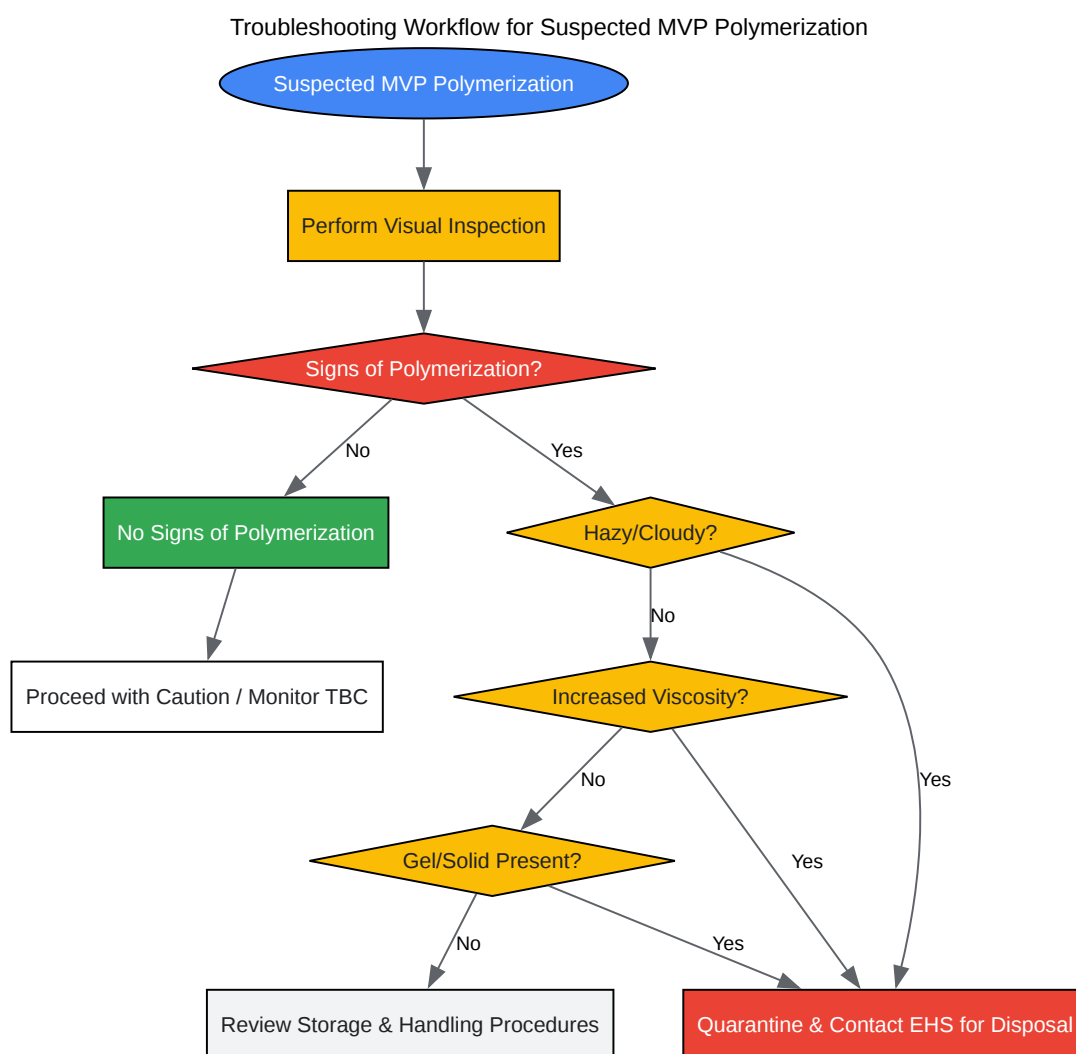 Troubleshooting Workflow for Suspected MVP Polymerization
Suspected MVP Polymerization
Perform Visual Inspection
Signs of Polymerization?
No
Yes
No Signs of Polymerization
Hazy/Cloudy?
No
Proceed with Caution / Monitor TBC
Increased Viscosity?
No
Yes
Gel/Solid Present?
Yes
No
Yes
Review Storage & Handling Procedures
Quarantine & Contact EHS for Disposal